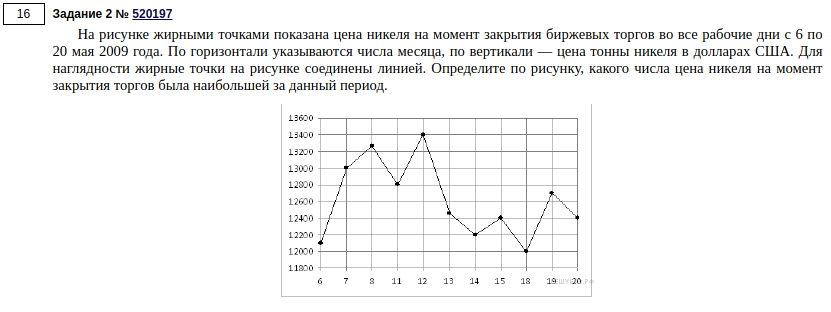 16
Задание 2 № 520197
На рисунке жирными точками показана цена никеля на момент закрытия биржевых торгов во все рабочие дни с 6 по
20 мая 2009 года. По горизонтали указываются числа месяца, по вертикали — цена тонны никеля в долларах США. Для
наглядности жирные точки на рисунке соединены линией. Определите по рисунку, какого числа цена никеля на момент
закрытия торгов была наибольшей за данный период.
13600
13400
13200
13000
12800
12600
12400
12200
12000
11800
6 7 8 11 12 13 14 15 18 19 20